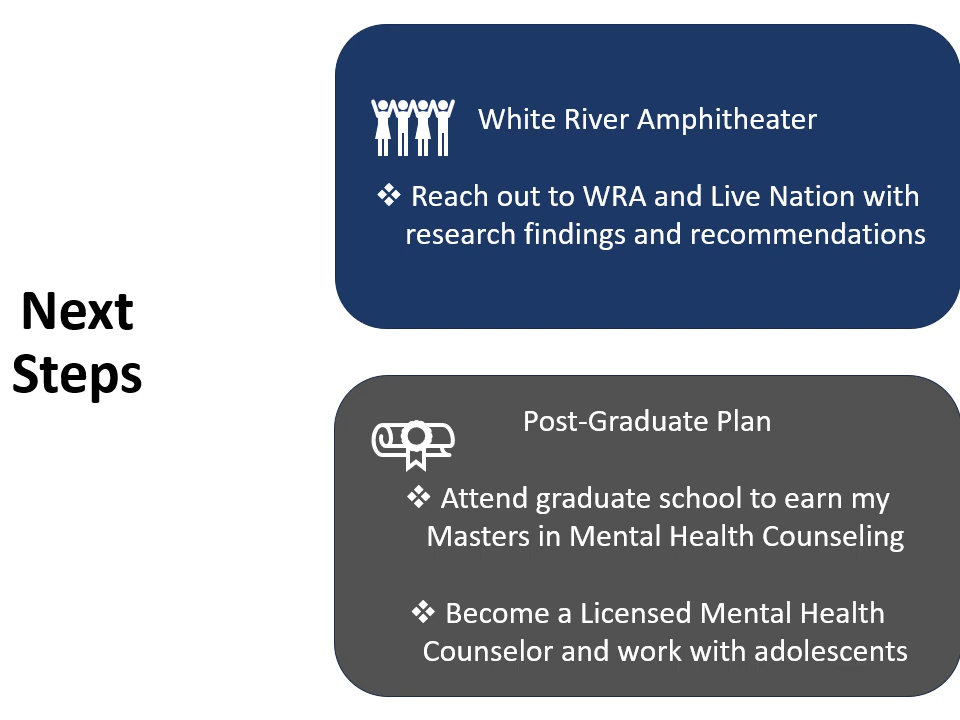 Next
Steps
White River Amphitheater
❖ Reach out to WRA and Live Nation with
research findings and recommendations
Post-Graduate Plan
❖ Attend graduate school to earn my
Masters in Mental Health Counseling
❖ Become a Licensed Mental Health
Counselor and work with adolescents